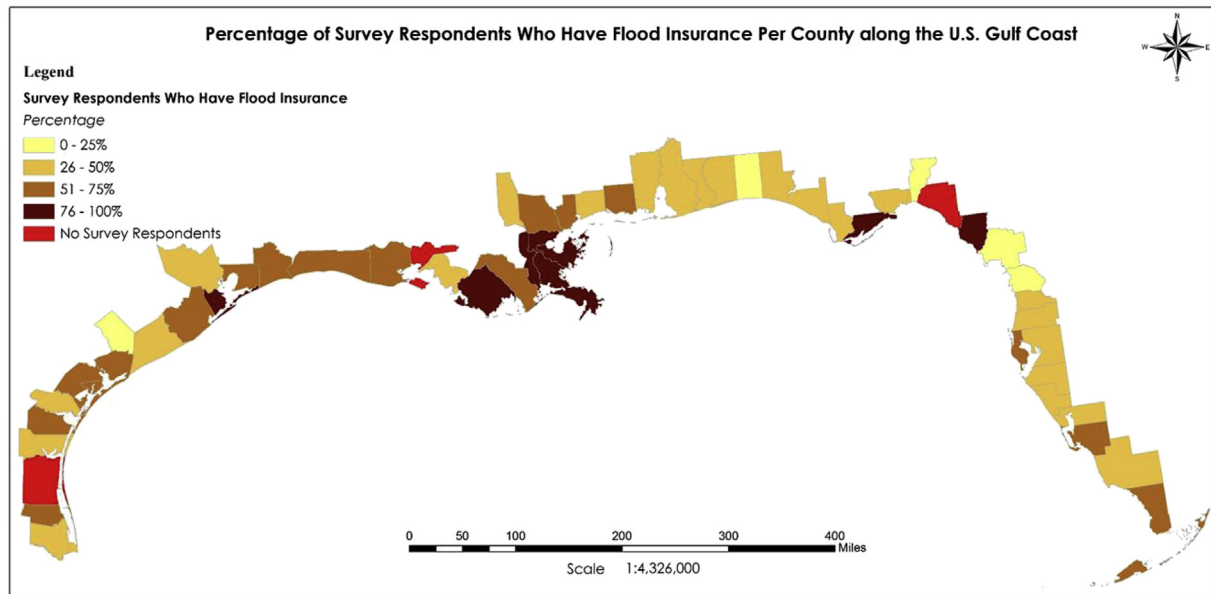 Percentage of Survey Respondents Who Have Flood Insurance Per County along the U.S. Gulf Coast
N
W
E
S
Legend
Survey Respondents Who Have Flood Insurance
Percentage
0 - 25%
26 - 50%
51 - 75%
76 - 100%
No Survey Respondents
0 50 100 200 300 400
Miles
Scale 1:4,326,000